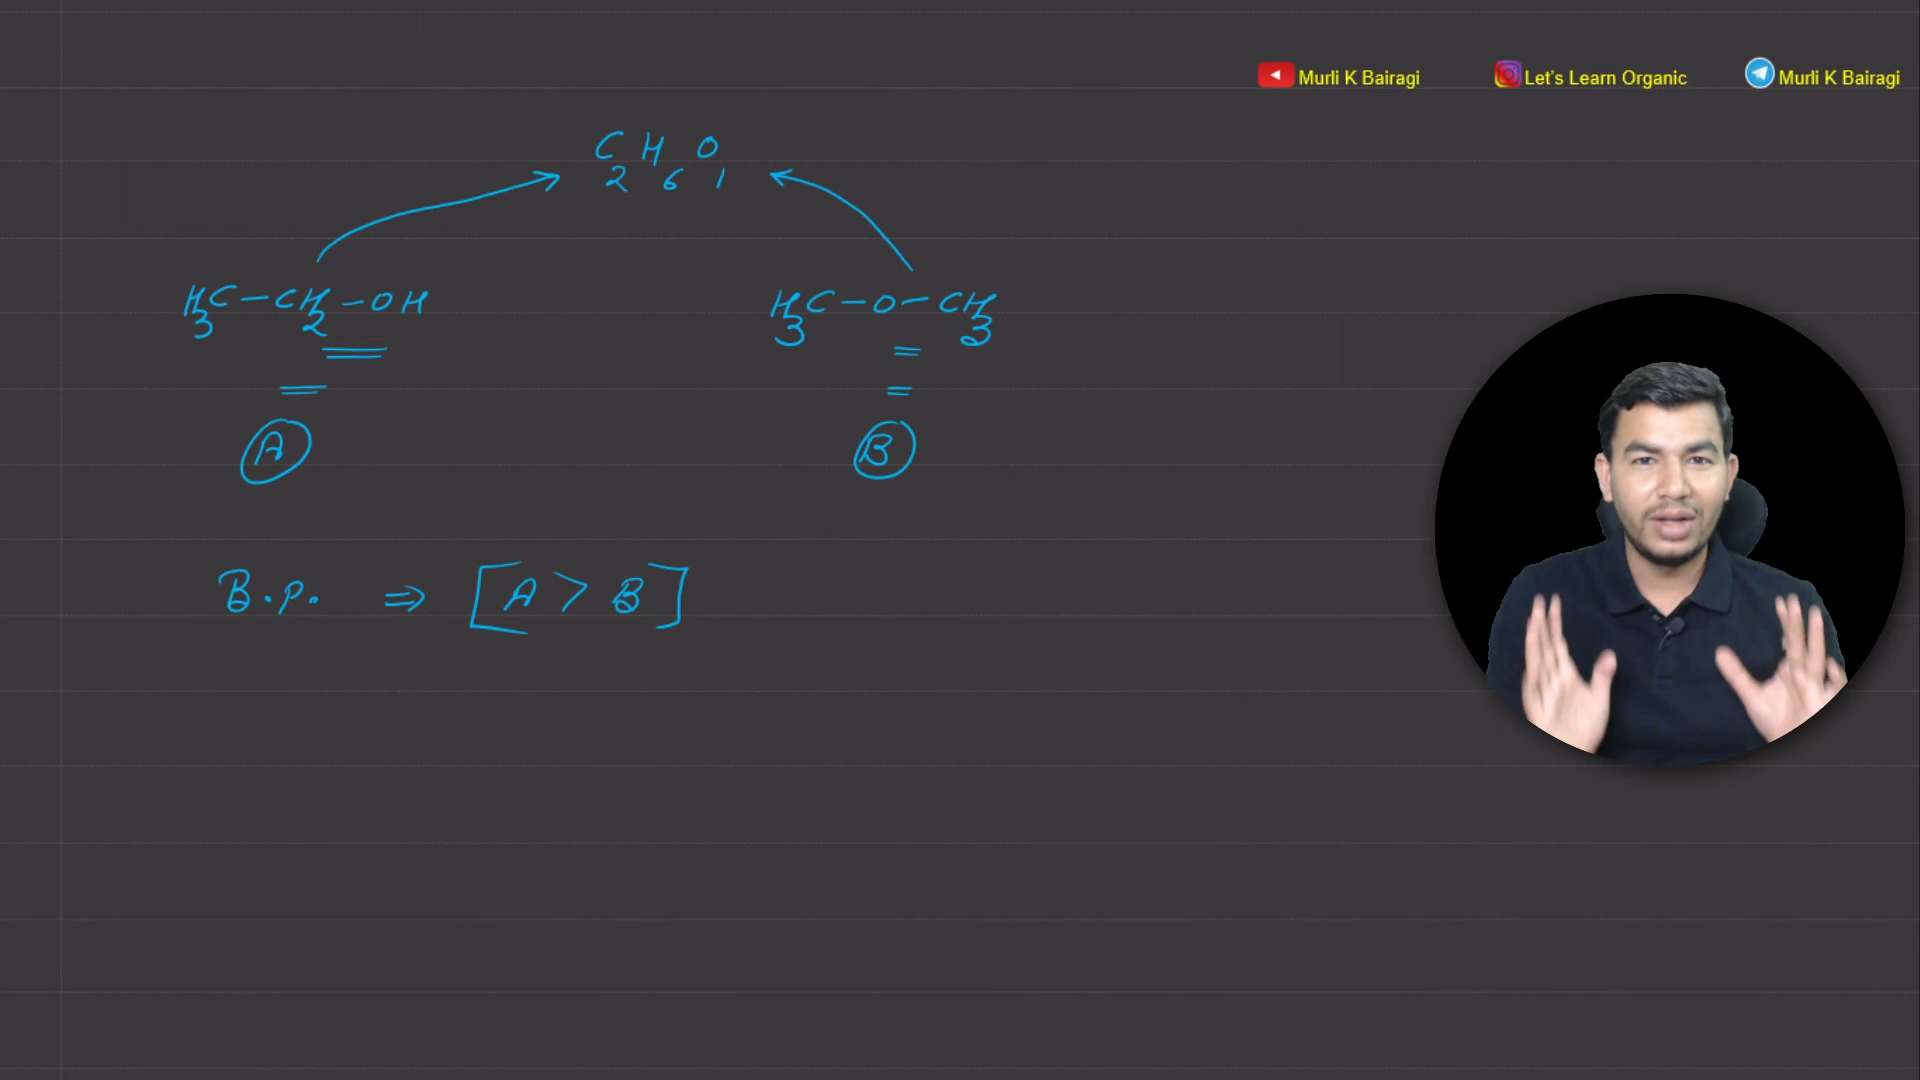 Murli K Bairagi Let's Learn Organic Murli K Bairagi
C₂H₆O₁
H₃C-CH₂-OH H₃C-O-CH₃
A B
B.P. ⇒ [A > B]